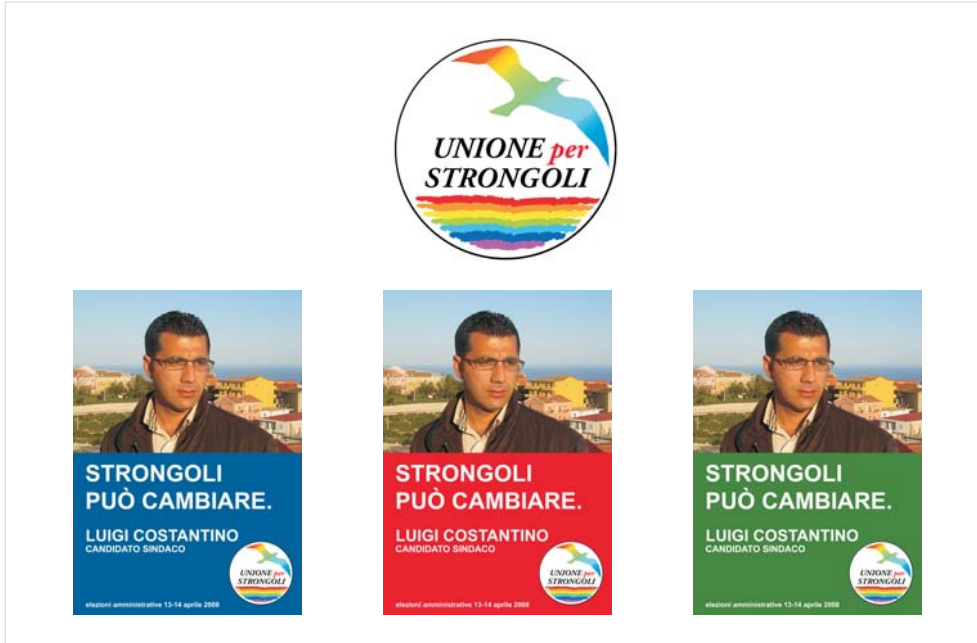 UNIONE per
STRONGOLI
STRONGOLI
PUÒ CAMBIARE.
LUIGI COSTANTINO
CANDIDATO SINDACO
UNIONE per
STRONGOLI
elezioni amministrative 13-14 aprile 2008
STRONGOLI
PUÒ CAMBIARE.
LUIGI COSTANTINO
CANDIDATO SINDACO
UNIONE per
STRONGOLI
elezioni amministrative 13-14 aprile 2008
STRONGOLI
PUÒ CAMBIARE.
LUIGI COSTANTINO
CANDIDATO SINDACO
UNIONE per
STRONGOLI
elezioni amministrative 13-14 aprile 2008